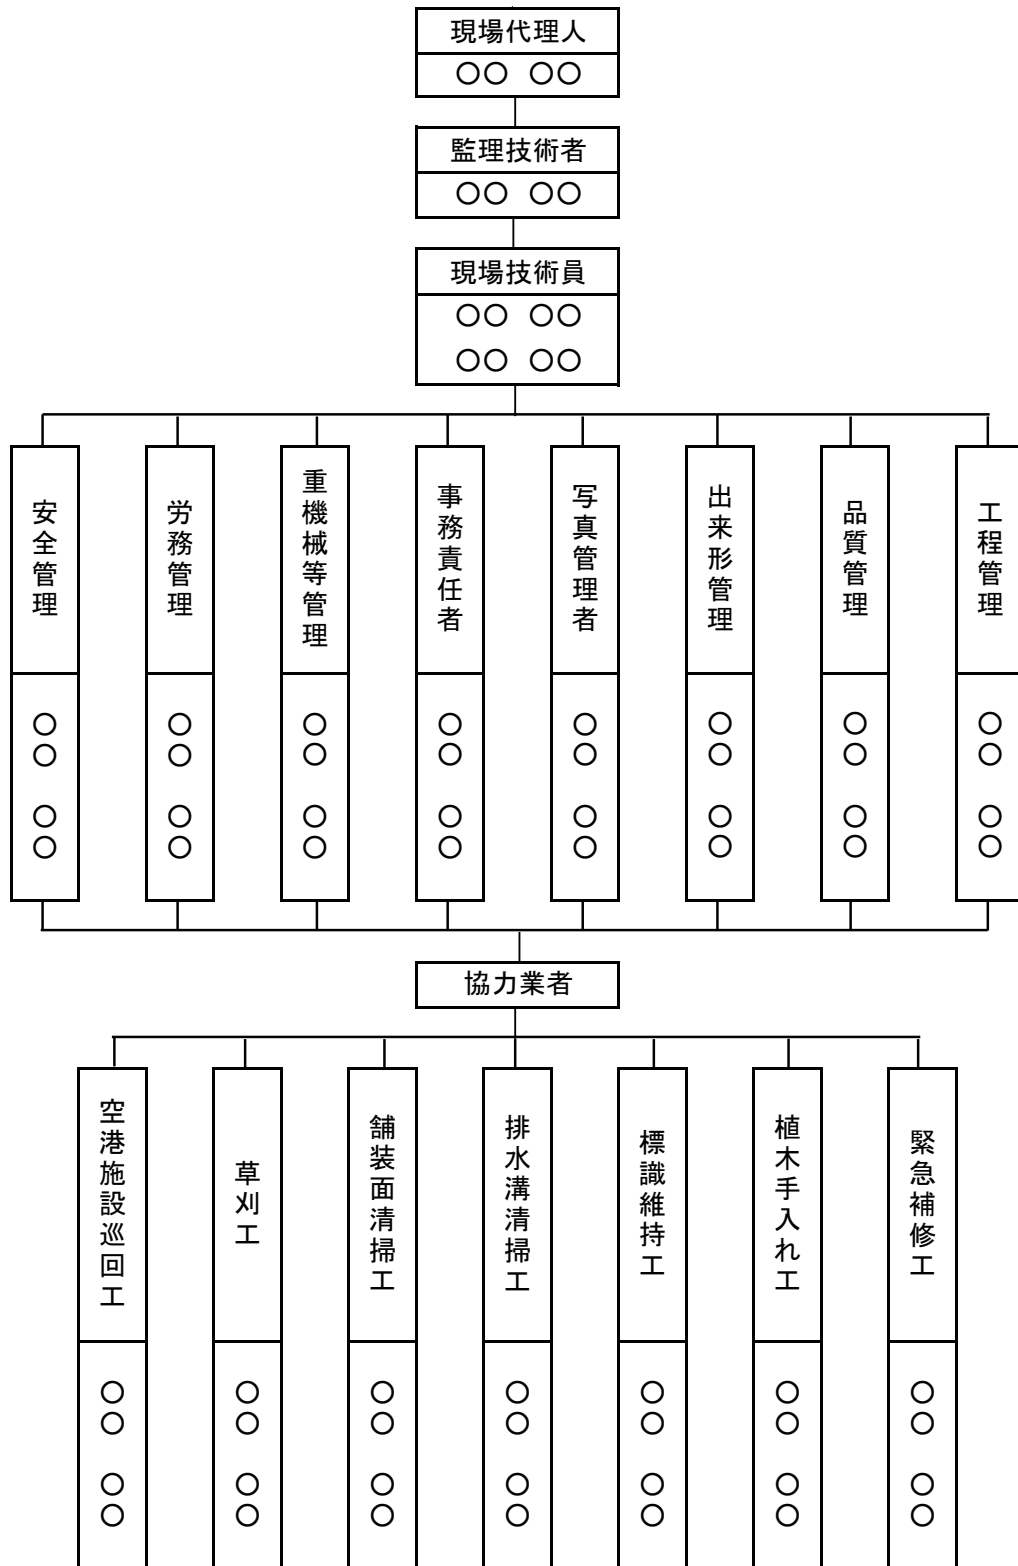 現場代理人
○○ ○○
監理技術者
○○ ○○
現場技術員
○○ ○○
○○ ○○
安全管理
○○ ○○
労務管理
○○ ○○
重機械等管理
○○ ○○
事務責任者
○○ ○○
写真管理者
○○ ○○
出来形管理
○○ ○○
品質管理
○○ ○○
工程管理
○○ ○○
協力業者
空港施設巡回工
○○ ○○
草刈工
○○ ○○
舗装面清掃工
○○ ○○
排水溝清掃工
○○ ○○
標識維持工
○○ ○○
植木手入れ工
○○ ○○
緊急補修工
○○ ○○